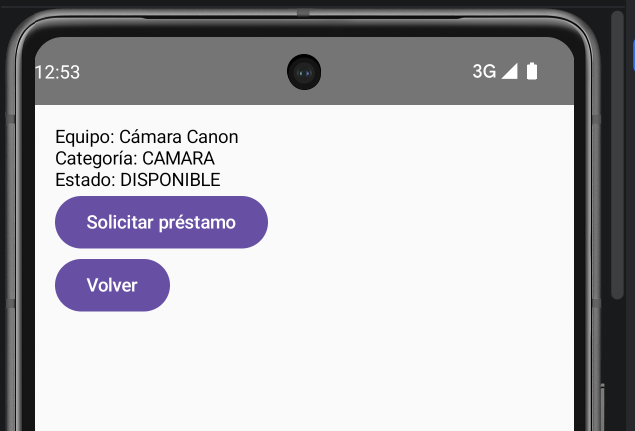 12:53
3G
Equipo: Cámara Canon
Categoría: CAMARA
Estado: DISPONIBLE
Solicitar préstamo
Volver